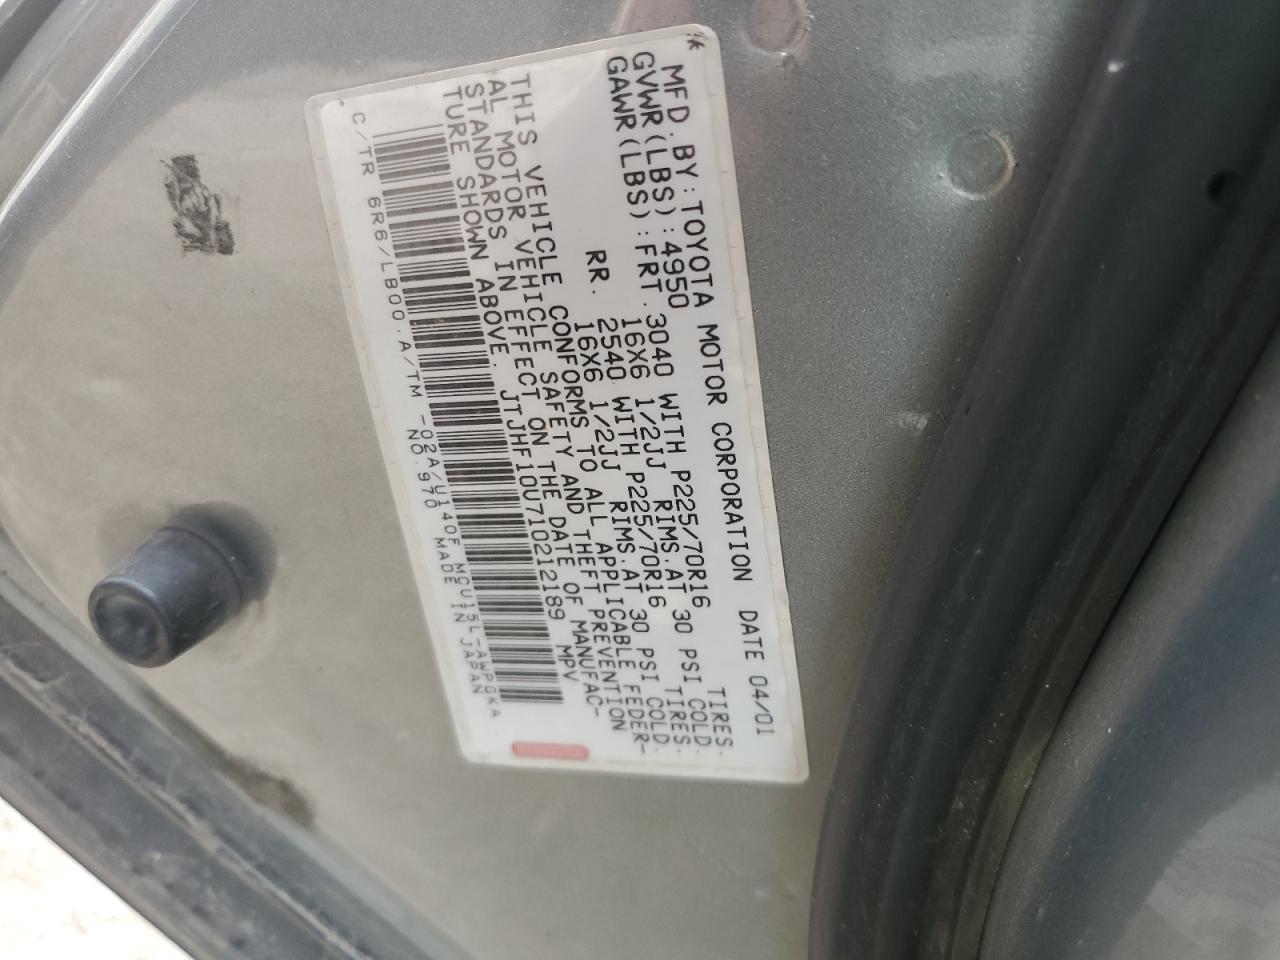 MFD.BY:TOYOTA MOTOR CORPORATION DATE 04/01
GVWR(LBS):4950
GAWR(LBS):FRT.3040 WITH P225/70R16 TIRES.
16X6 1/2JJ RIMS.AT 30 PSI COLD.
RR. 2540 WITH P225/70R16 TIRES.
16X6 1/2JJ RIMS.AT 30 PSI COLD.
THIS VEHICLE CONFORMS TO ALL APPLICABLE FEDER-
AL MOTOR VEHICLE SAFETY AND THEFT PREVENTION
STANDARDS IN EFFECT ON THE DATE OF MANUFAC-
TURE SHOWN ABOVE. JTJHF10U710212189 MPV
C/TR 6R6/LB00.A/TM -02A/U140F MCU15L-AWPGKA
NO.970 MADE IN JAPAN